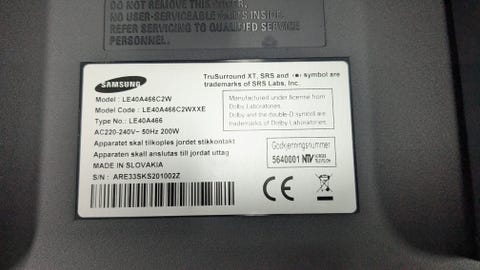 DO NOT REMOVE THIS COVER.
NO USER-SERVICEABLE PARTS INSIDE.
REFER SERVICING TO QUALIFIED SERVICE
PERSONNEL.
SAMSUNG
Model : LE40A466C2W
Model Code : LE40A466C2WXXE
Type No. : LE40A466
AC220-240V~ 50Hz 200W
Apparatet skal tilkoples jordet stikkontakt
Apparaten skall anslutas till jordat uttag
MADE IN SLOVAKIA
S/N : ARE33SKS201002Z
TruSurround XT, SRS and (●) symbol are
trademarks of SRS Labs, Inc.
Manufactured under license from
Dolby Laboratories.
Dolby and the double-D symbol are
trademarks of Dolby Laboratories.
Godkjenningsnummer
5640001 NTV
CE